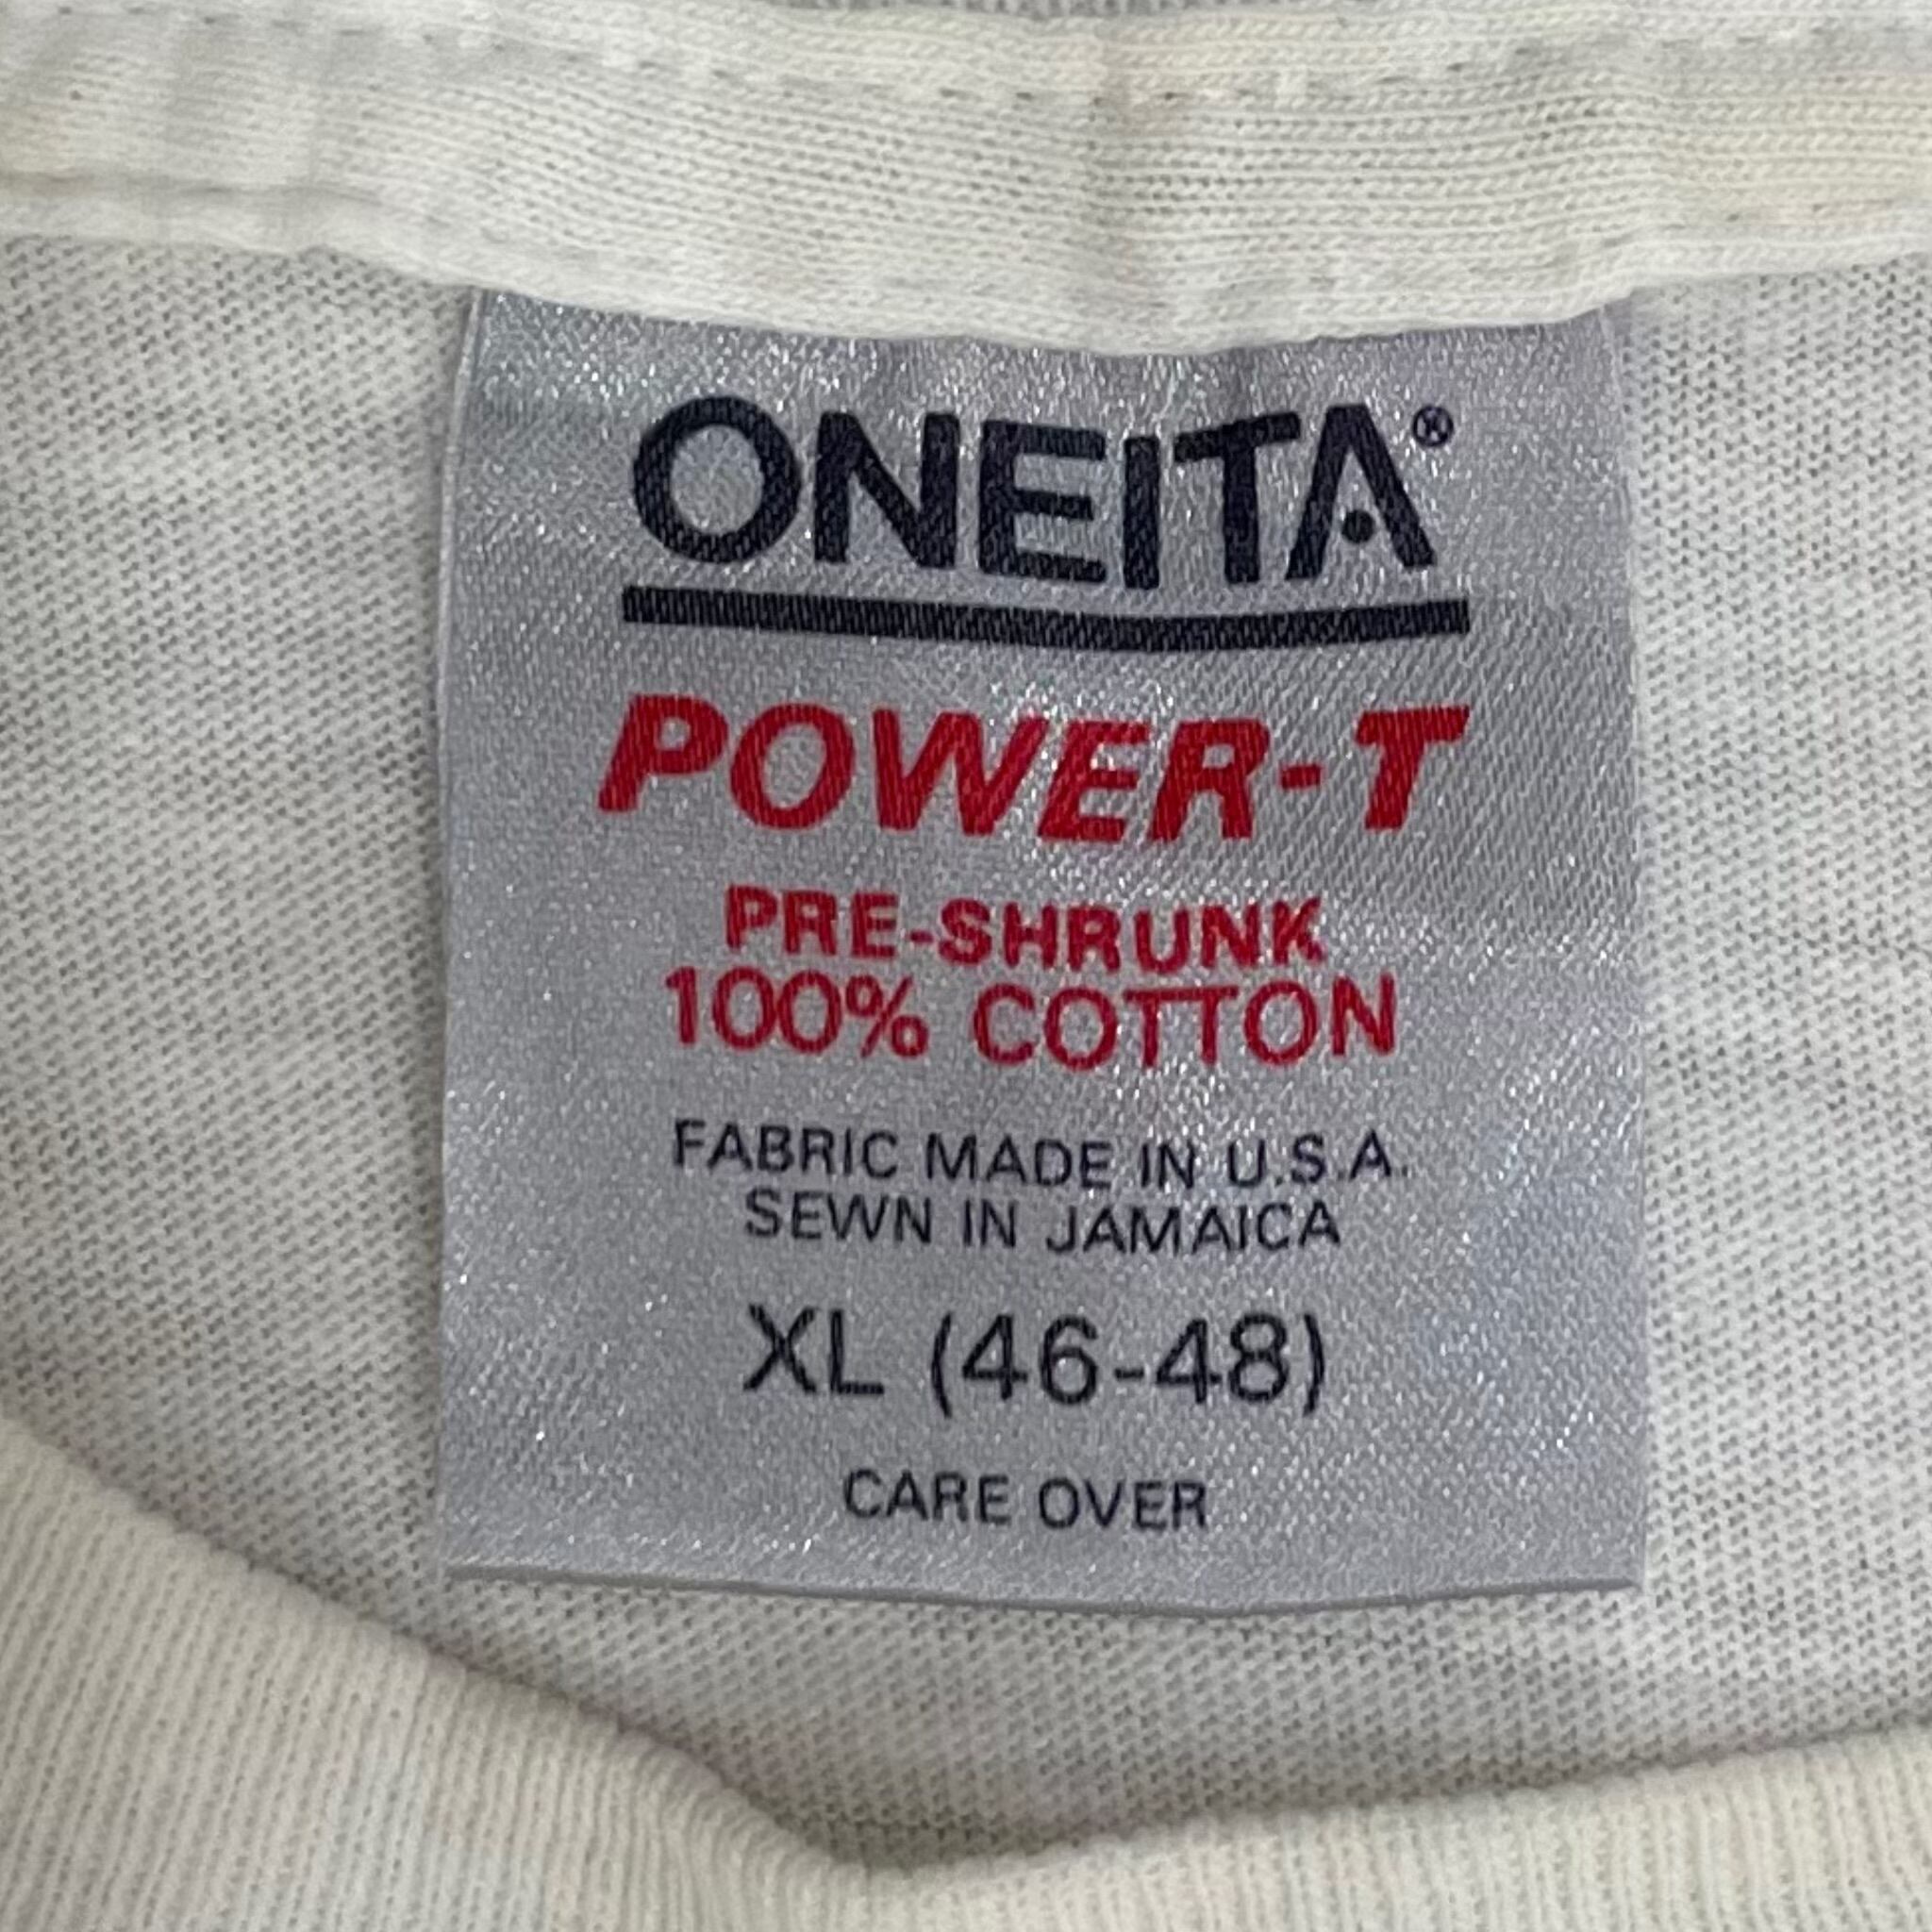 ONEITA®
POWER-T
PRE-SHRUNK
100% COTTON
FABRIC MADE IN U.S.A.
SEWN IN JAMAICA
XL (46-48)
CARE OVER